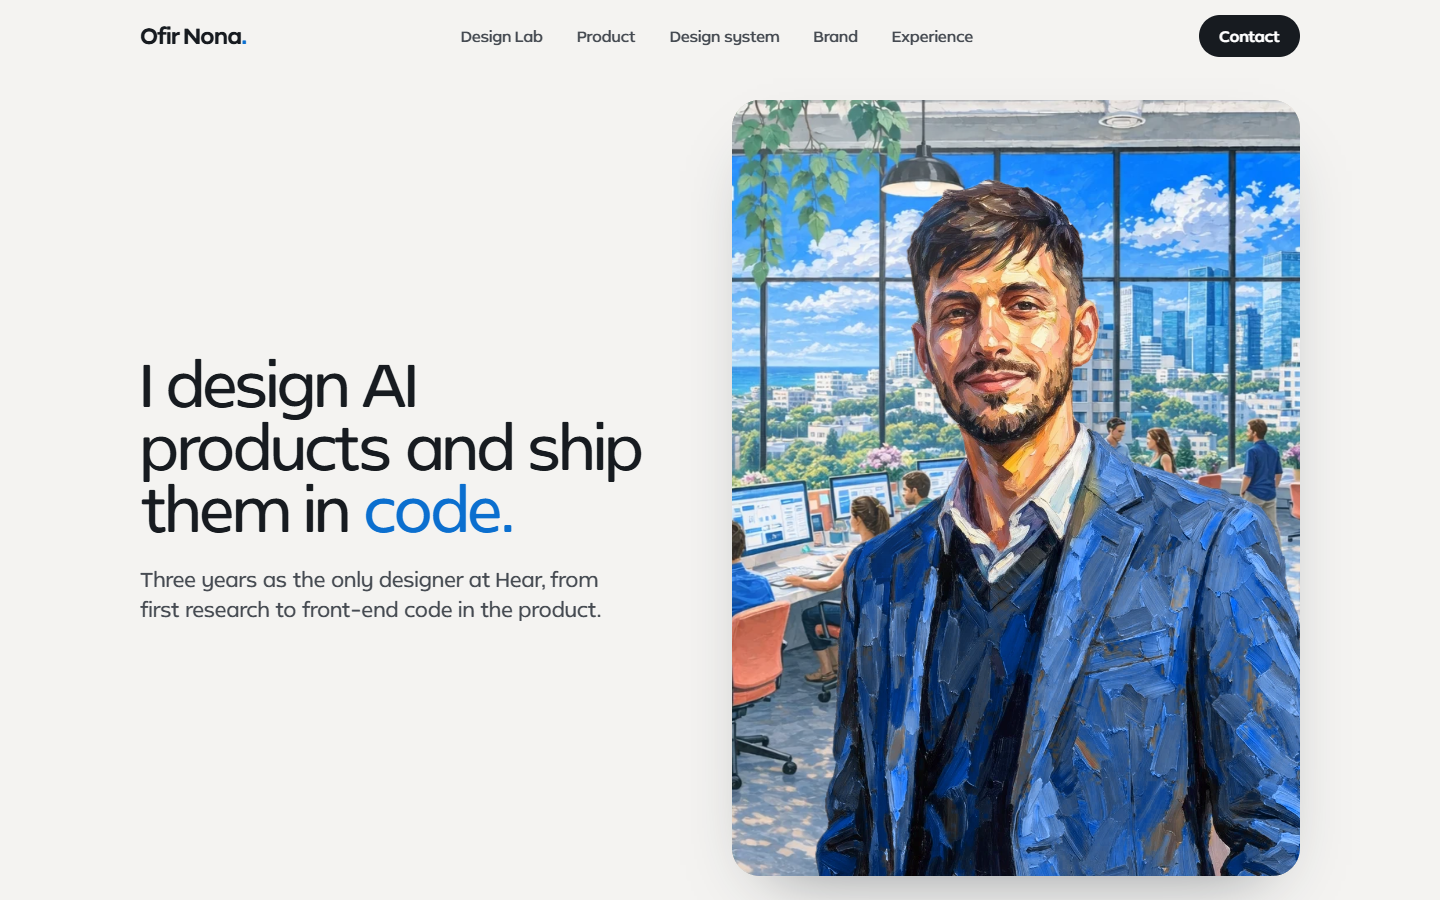 Ofir Nona.
Design Lab
Product
Design system
Brand
Experience
Contact
I design AI
products and ship
them in code.
Three years as the only designer at Hear, from
first research to front-end code in the product.